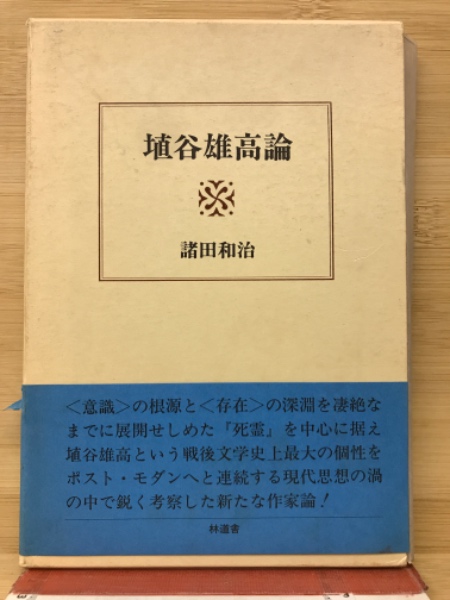 埴谷雄高論
諸田和治
＜意識＞の根源と＜存在＞の深淵を凄絶な
までに展開せしめた『死霊』を中心に据え
埴谷雄高という戦後文学史上最大の個性を
ポスト・モダンへと連続する現代思想の渦
の中で鋭く考察した新たな作家論！
林道舎